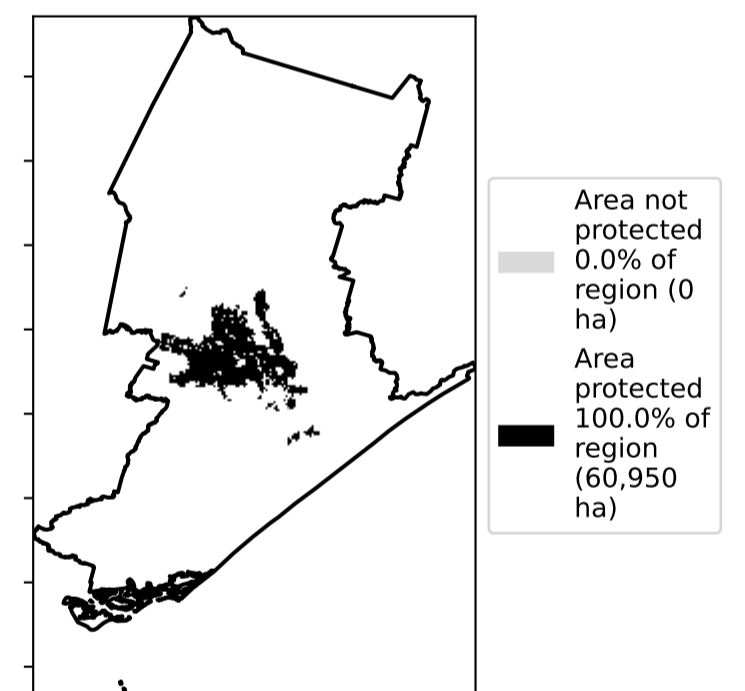 Area not
protected
0.0% of
region (0
ha)
Area
protected
100.0% of
region
(60,950
ha)